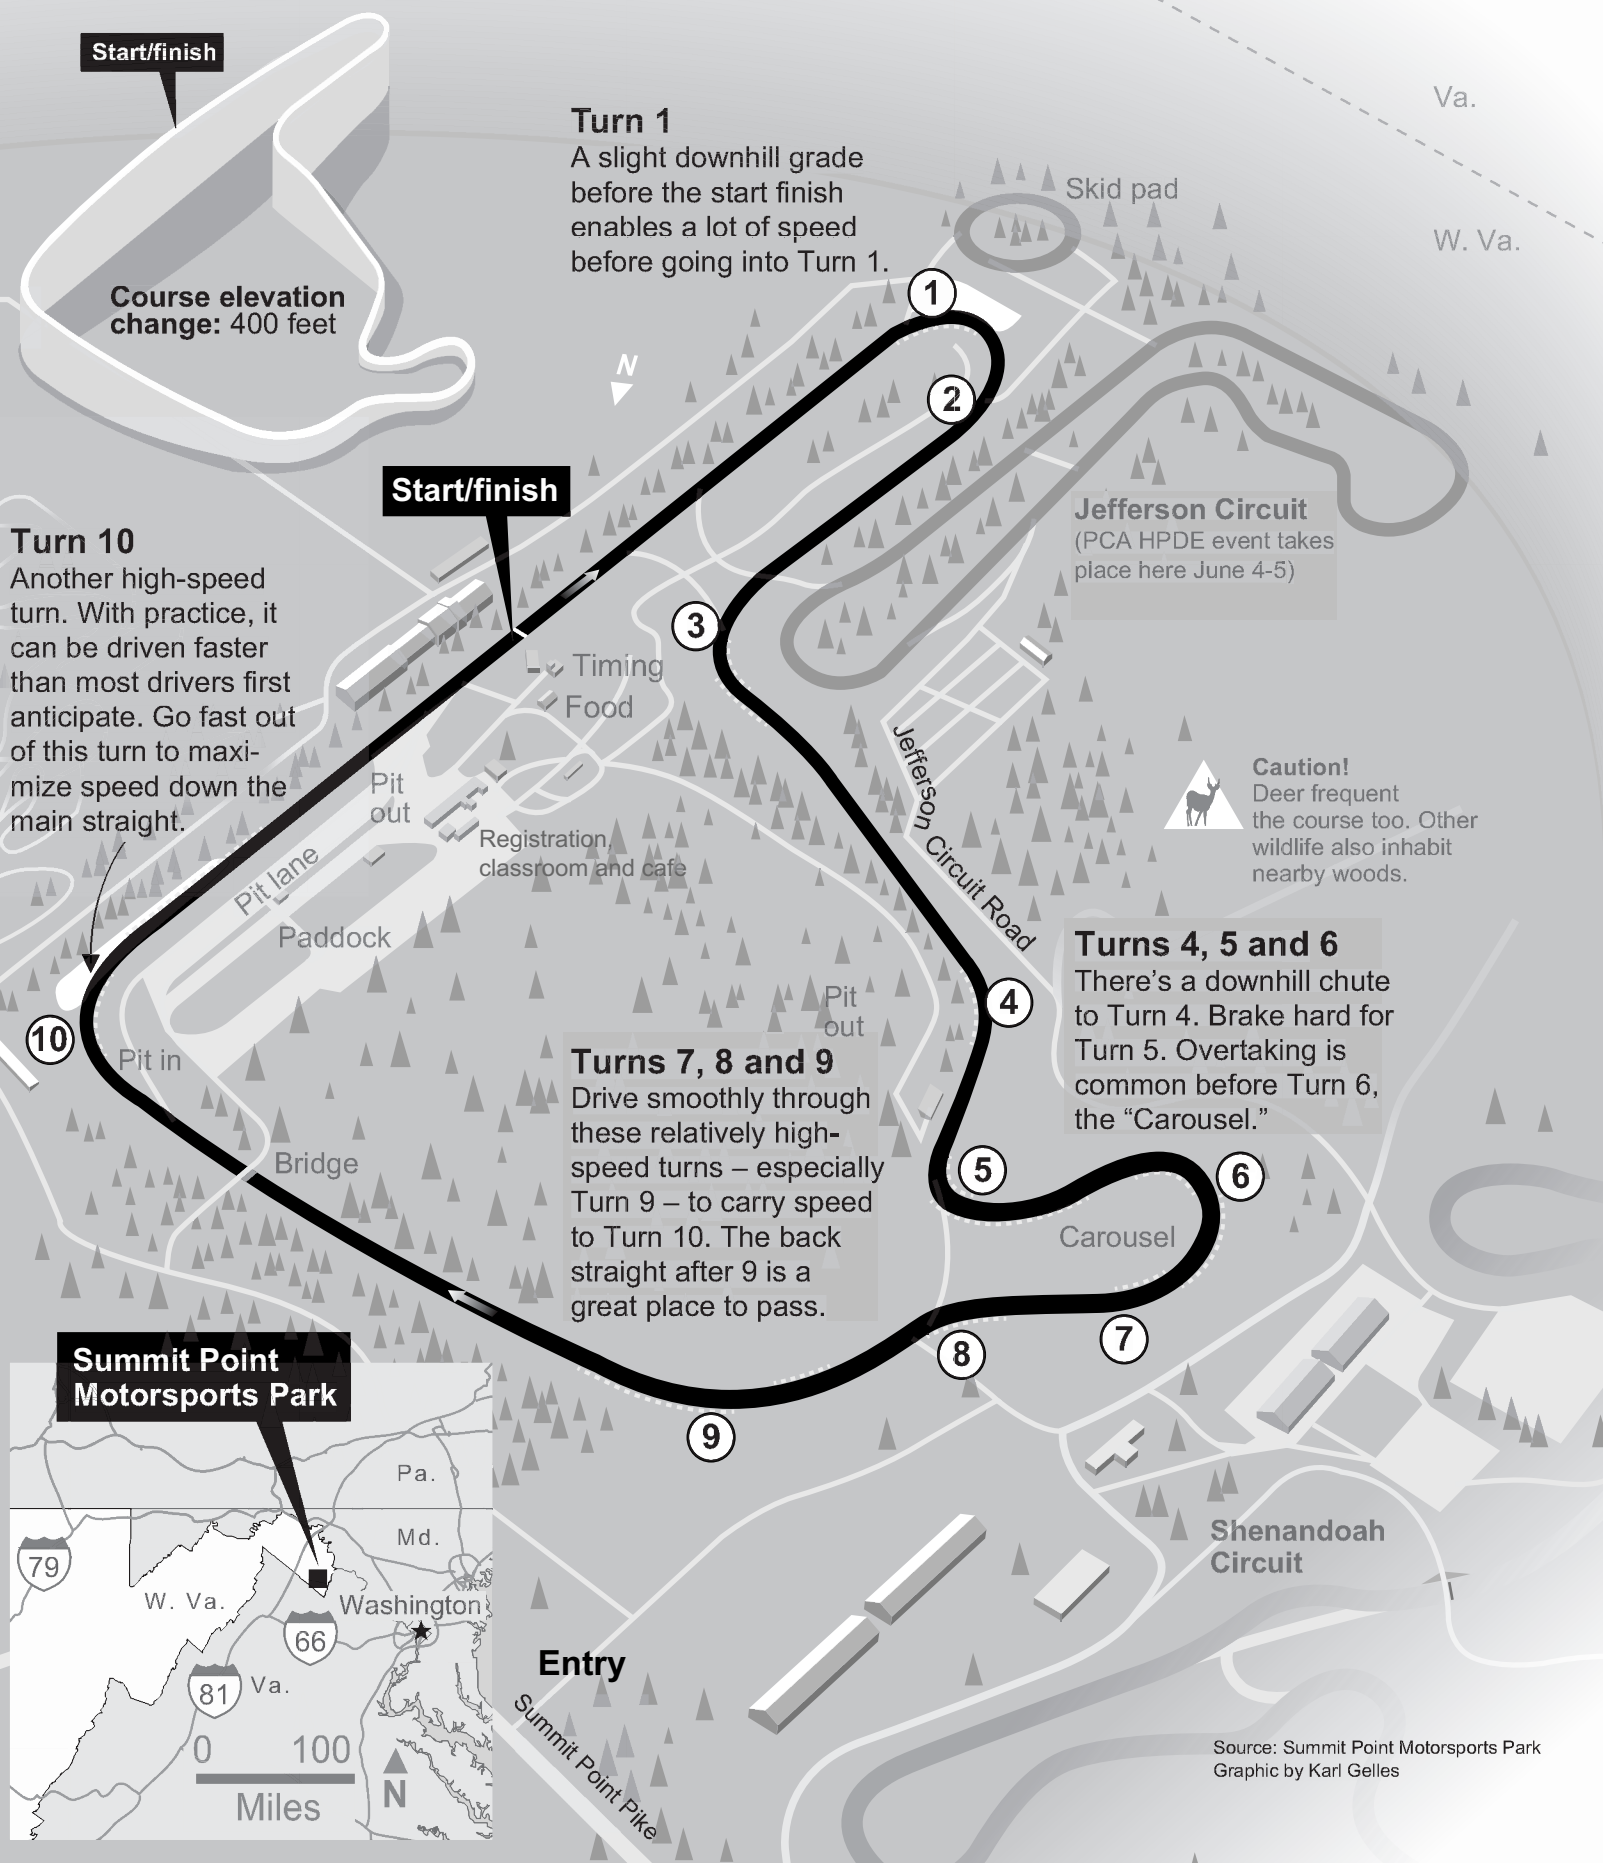 Start/finish
Course elevation
change: 400 feet
Turn 1
A slight downhill grade
before the start finish
enables a lot of speed
before going into Turn 1.
Va.
W. Va.
Skid pad
1
2
N
Start/finish
Jefferson Circuit
(PCA HPDE event takes
place here June 4-5)
Turn 10
Another high-speed
turn. With practice, it
can be driven faster
than most drivers first
anticipate. Go fast out
of this turn to maxi-
mize speed down the
main straight.
3
Timing
Food
Pit
out
Registration,
classroom and cafe
Pit lane
Paddock
Jefferson Circuit Road
Caution!
Deer frequent
the course too. Other
wildlife also inhabit
nearby woods.
Turns 4, 5 and 6
There’s a downhill chute
to Turn 4. Brake hard for
Turn 5. Overtaking is
common before Turn 6,
the “Carousel.”
4
Pit
out
10
Pit in
Turns 7, 8 and 9
Drive smoothly through
these relatively high-
speed turns – especially
Turn 9 – to carry speed
to Turn 10. The back
straight after 9 is a
great place to pass.
Bridge
5
6
Carousel
7
8
9
Summit Point
Motorsports Park
Pa.
Md.
79
W. Va.
Washington
66
81
Va.
0 100
Miles
N
Shenandoah
Circuit
Entry
Summit Point Pike
Source: Summit Point Motorsports Park
Graphic by Karl Gelles